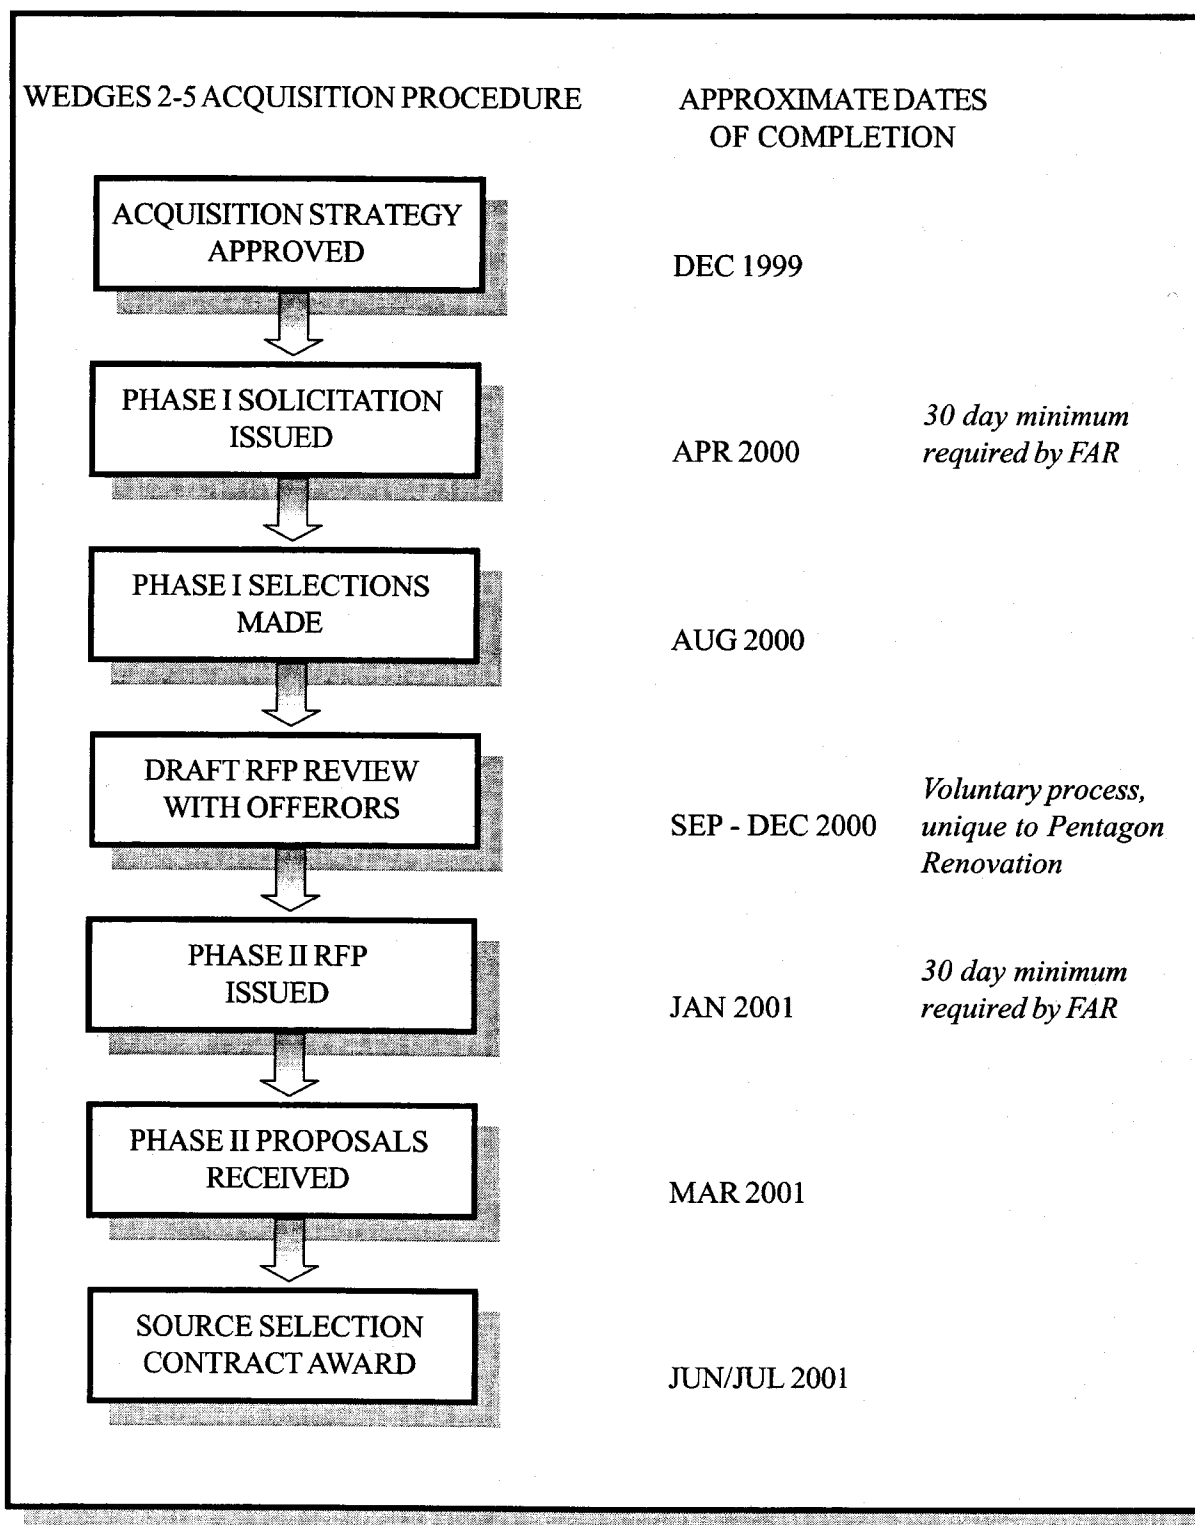 WEDGES 2-5 ACQUISITION PROCEDURE
APPROXIMATE DATES
OF COMPLETION
ACQUISITION STRATEGY
APPROVED
DEC 1999
PHASE I SOLICITATION
ISSUED
APR 2000
30 day minimum
required by FAR
PHASE I SELECTIONS
MADE
AUG 2000
DRAFT RFP REVIEW
WITH OFFERORS
SEP - DEC 2000
Voluntary process,
unique to Pentagon
Renovation
PHASE II RFP
ISSUED
JAN 2001
30 day minimum
required by FAR
PHASE II PROPOSALS
RECEIVED
MAR 2001
SOURCE SELECTION
CONTRACT AWARD
JUN/JUL 2001